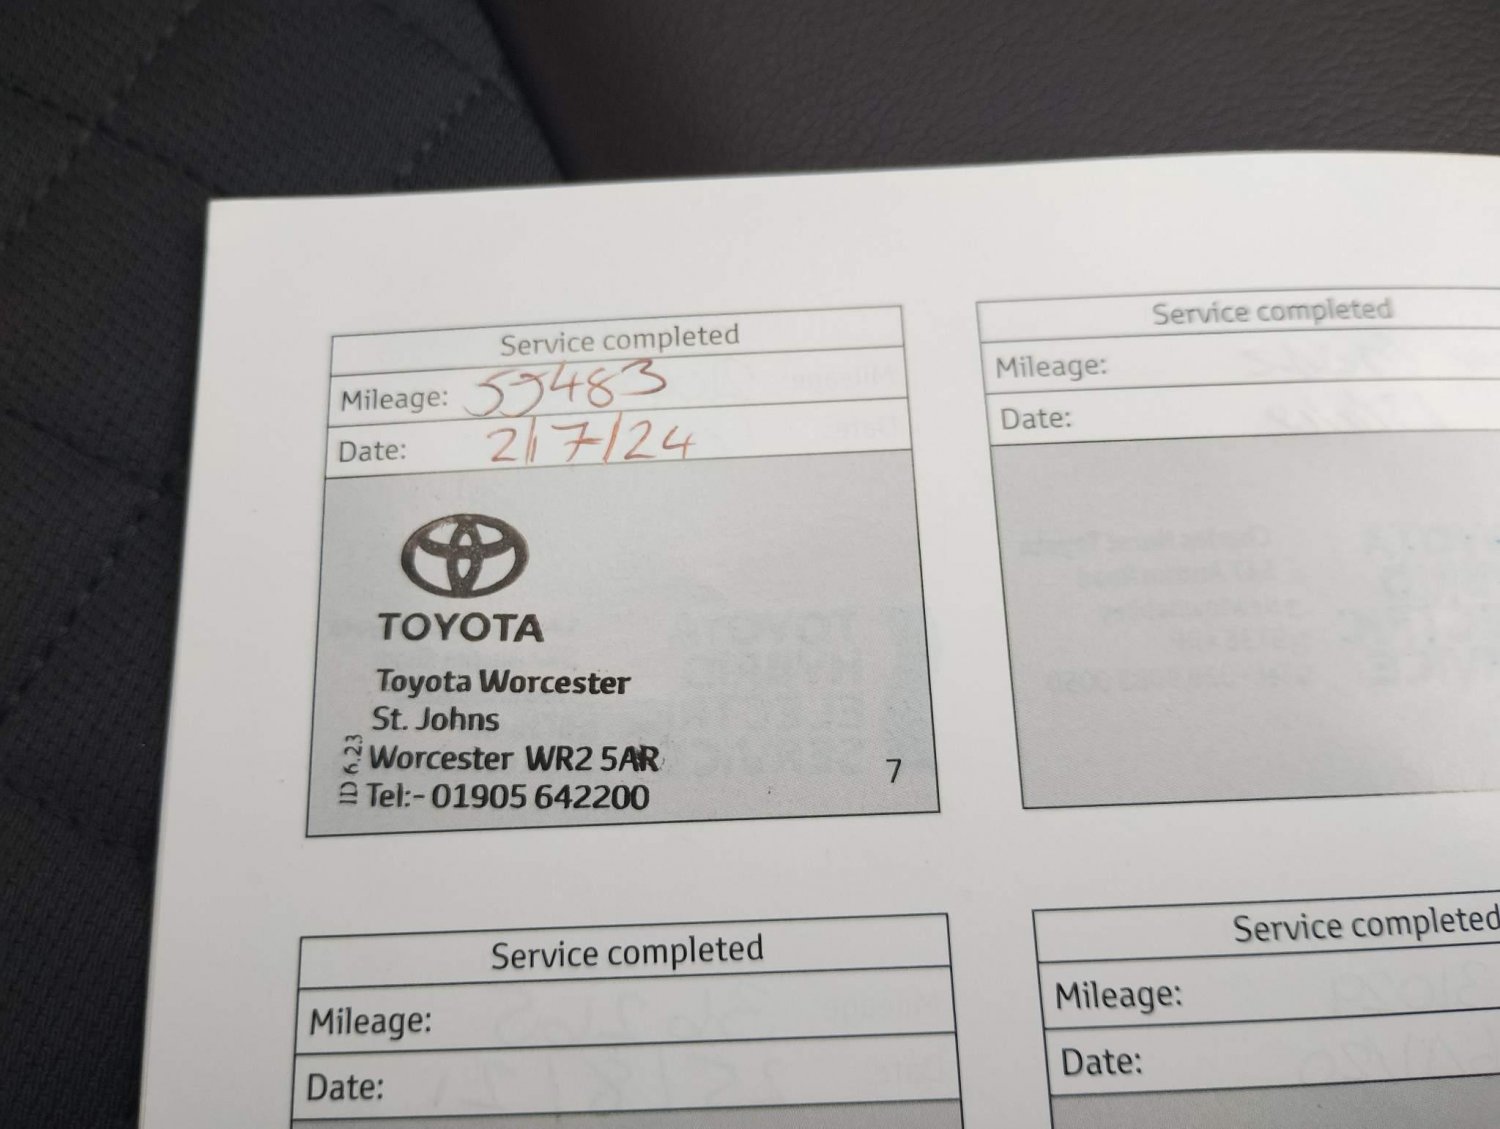 Service completed
Mileage: 55483
Date: 2/7/24
TOYOTA
Toyota Worcester
St. Johns
Worcester WR2 5AR
Tel:- 01905 642200
ID 6.23
7
Service completed
Mileage:
Date:
Service completed
Mileage:
Date:
Service completed
Mileage:
Date: